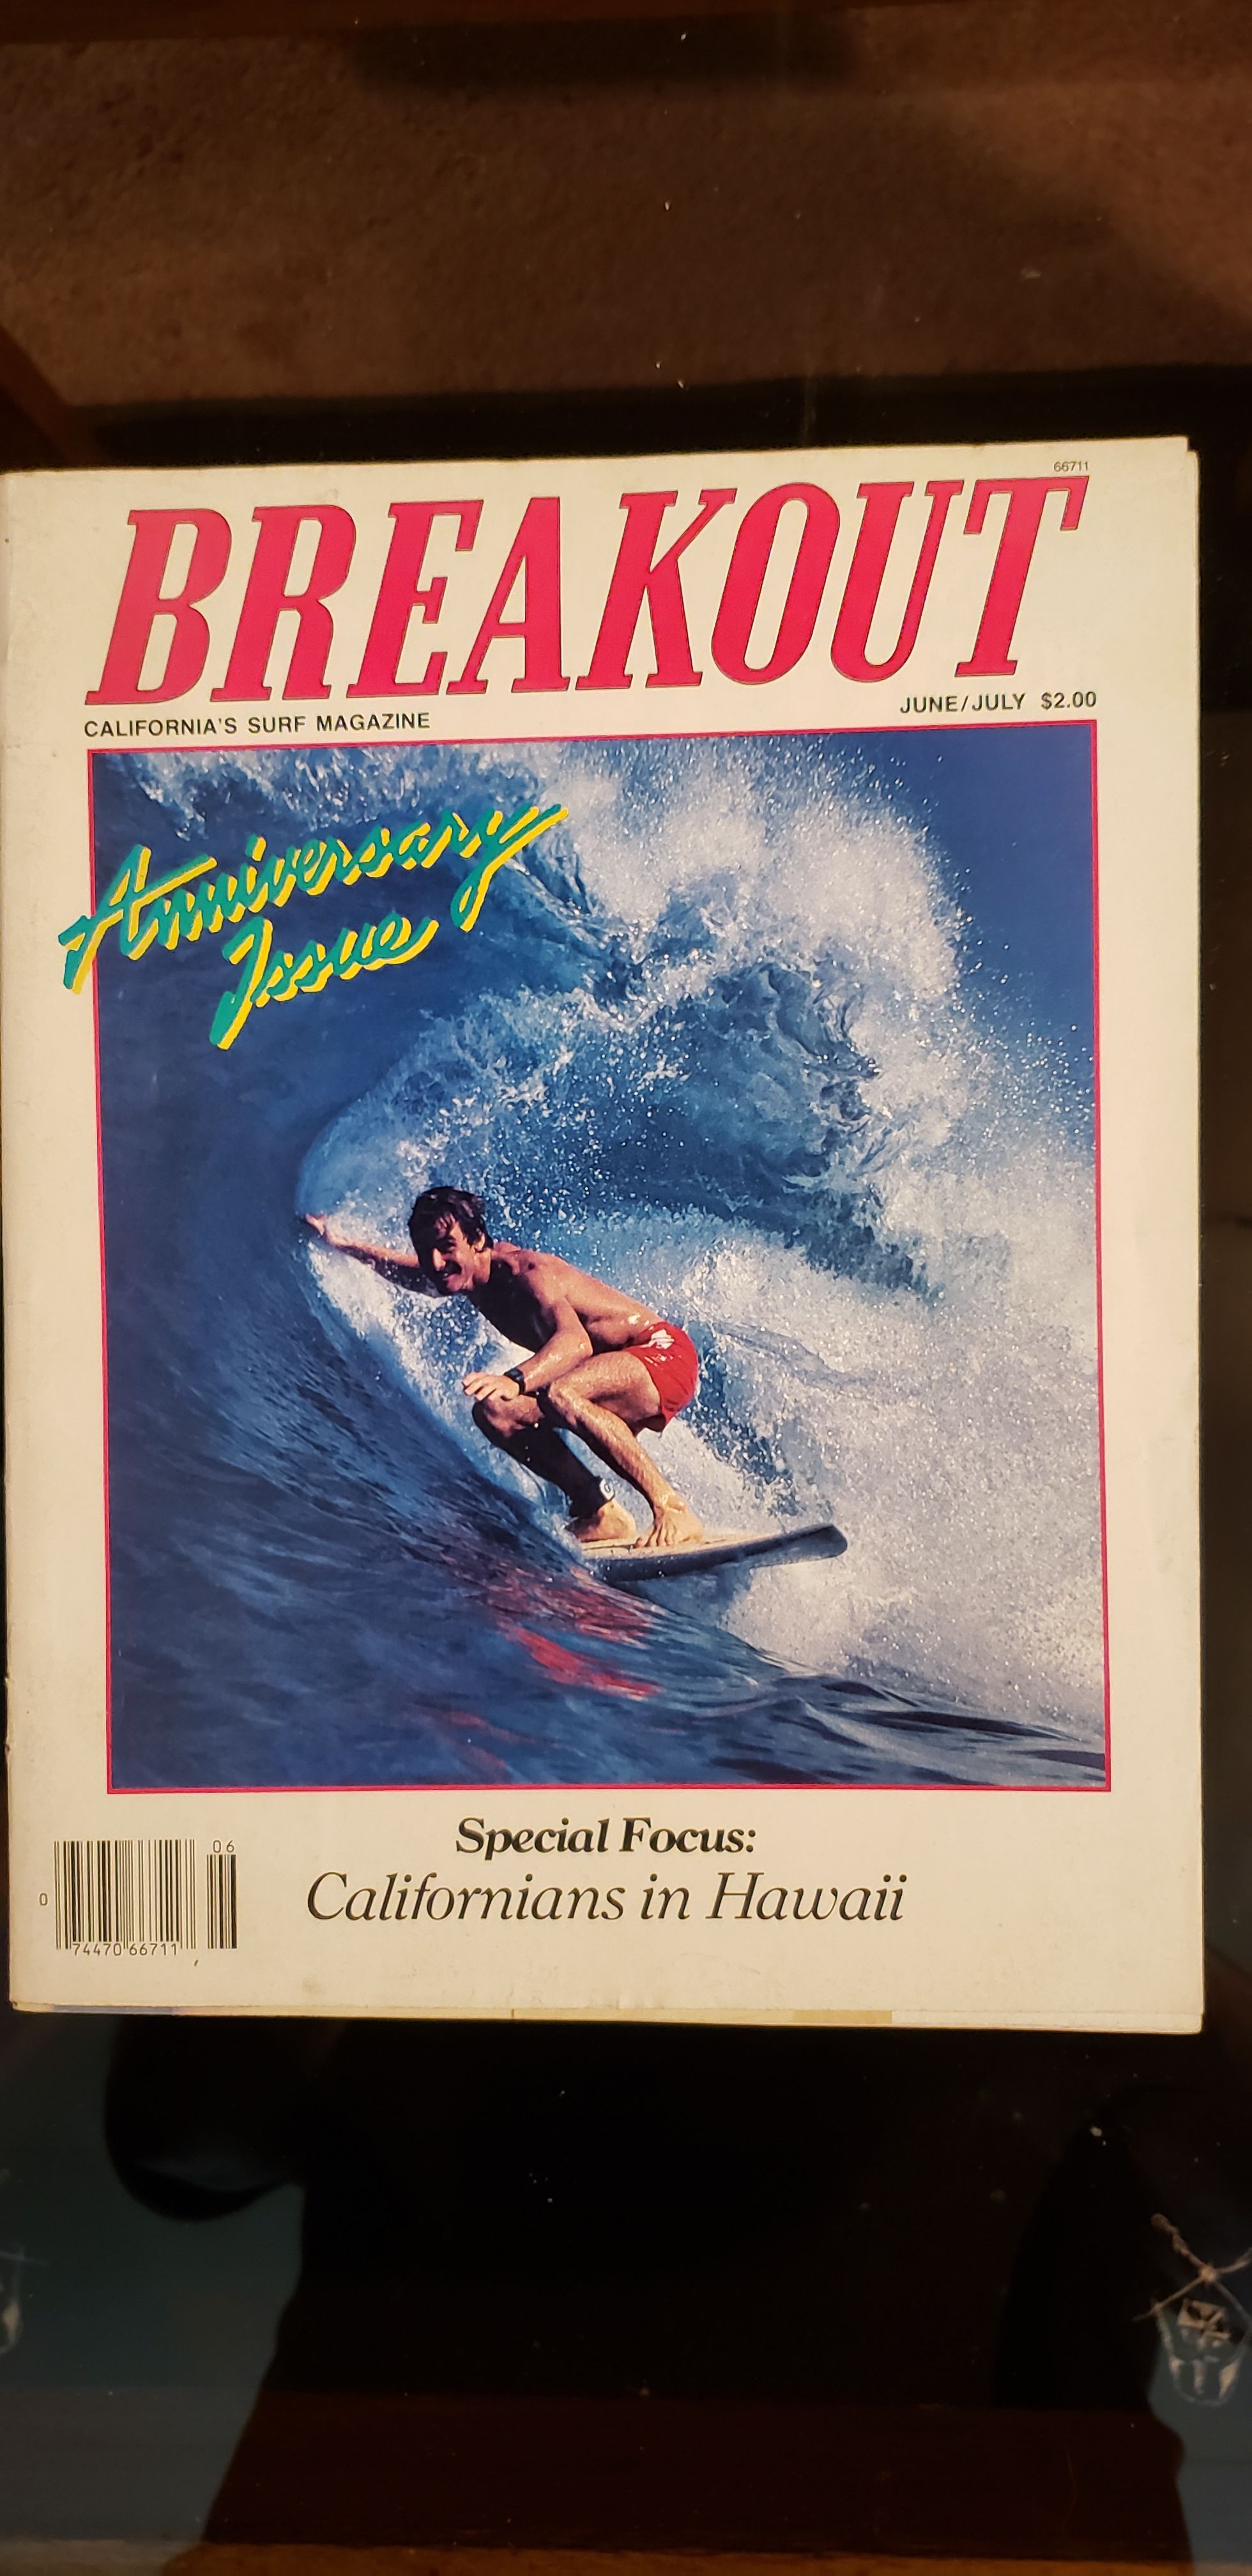 66711
BREAKOUT
CALIFORNIA'S SURF MAGAZINE
JUNE/JULY $2.00
Anniversary
Issue
Special Focus:
Californians in Hawaii
06
0
74470 66711